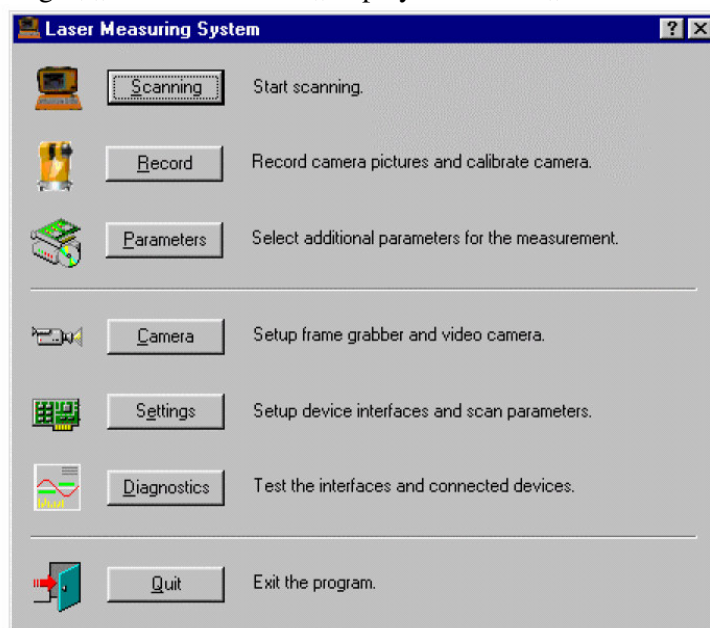 Laser Measuring System
Scanning Start scanning.
Record Record camera pictures and calibrate camera.
Parameters Select additional parameters for the measurement.
Camera Setup frame grabber and video camera.
Settings Setup device interfaces and scan parameters.
Diagnostics Test the interfaces and connected devices.
Quit Exit the program.